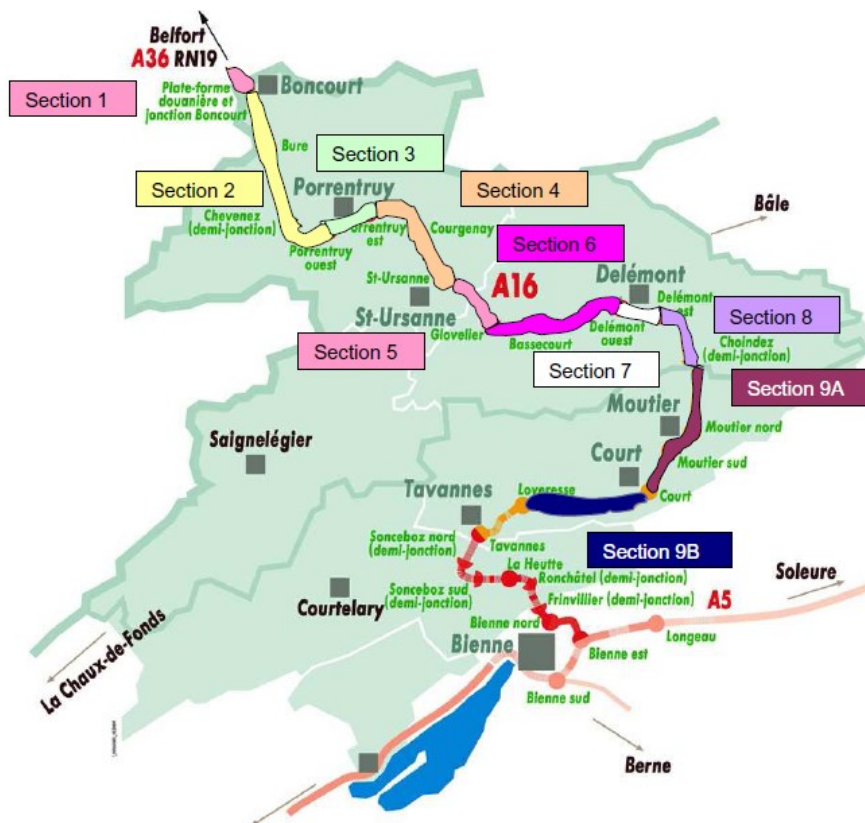 Belfort
A36 RN19
Section 1
Plate-forme
douanière et
jonction Boncourt
Boncourt
Bure
Section 3
Section 2
Porrentruy
Section 4
Chevenez
(demi-jonction)
Porrentruy
ouest
orrentruy
est
Courgenay
Section 6
Bâle
St-Ursanne
A16
Delémont
Delémont
est
St-Ursanne
Glovelier
Bassecourt
Delémont
ouest
Section 8
Section 5
Section 7
Choindez
(demi-jonction)
Section 9A
Moutier
Moutier nord
Saignelégier
Moutier sud
Court
Court
Tavannes
Loveresse
Sonceboz nord
(demi-jonction)
Tavannes
Section 9B
La Heutte
Ronchâtel (demi-jonction)
Sonceboz sud
(demi-jonction)
Frinvillier (demi-jonction)
A5
Soleure
Courtelary
Bienne nord
Longeau
Bienne
Bienne est
La Chaux-de-Fonds
Bienne sud
Berne